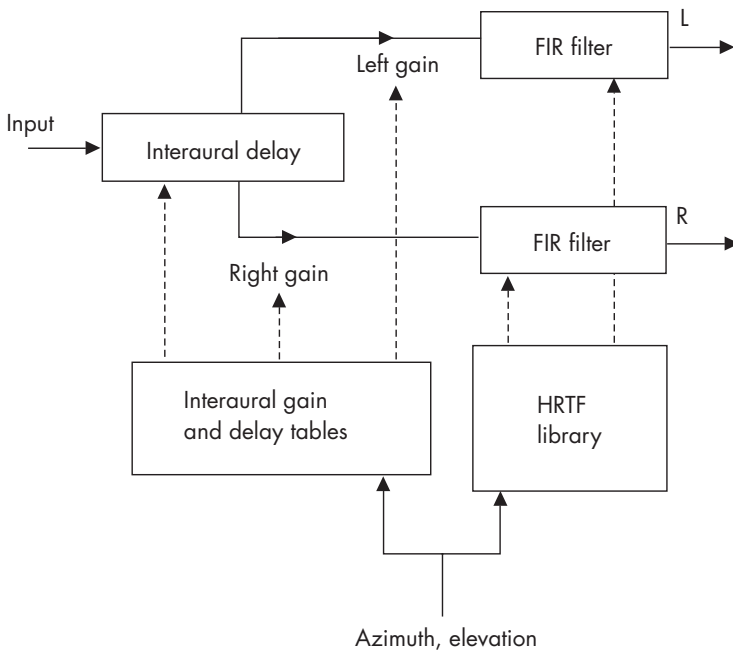 L
FIR filter
Left gain
Input
Interaural delay
R
FIR filter
Right gain
Interaural gain
and delay tables
HRTF
library
Azimuth, elevation